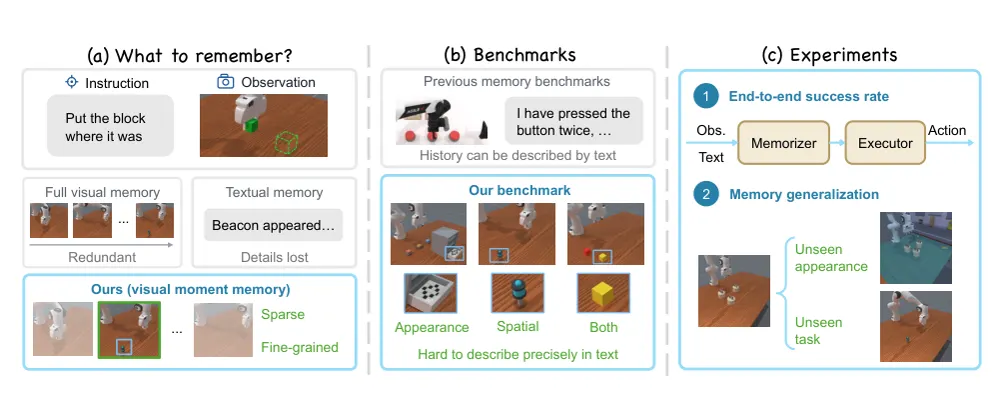 (a) What to remember?
Instruction
Observation
Put the block
where it was
Full visual memory
...
Redundant
Textual memory
Beacon appeared...
Details lost
Ours (visual moment memory)
...
Sparse
Fine-grained
(b) Benchmarks
Previous memory benchmarks
I have pressed the
button twice, ...
History can be described by text
Our benchmark
Appearance
Spatial
Both
Hard to describe precisely in text
(c) Experiments
1 End-to-end success rate
Obs.
Text
Memorizer
Executor
Action
2 Memory generalization
Unseen
appearance
Unseen
task